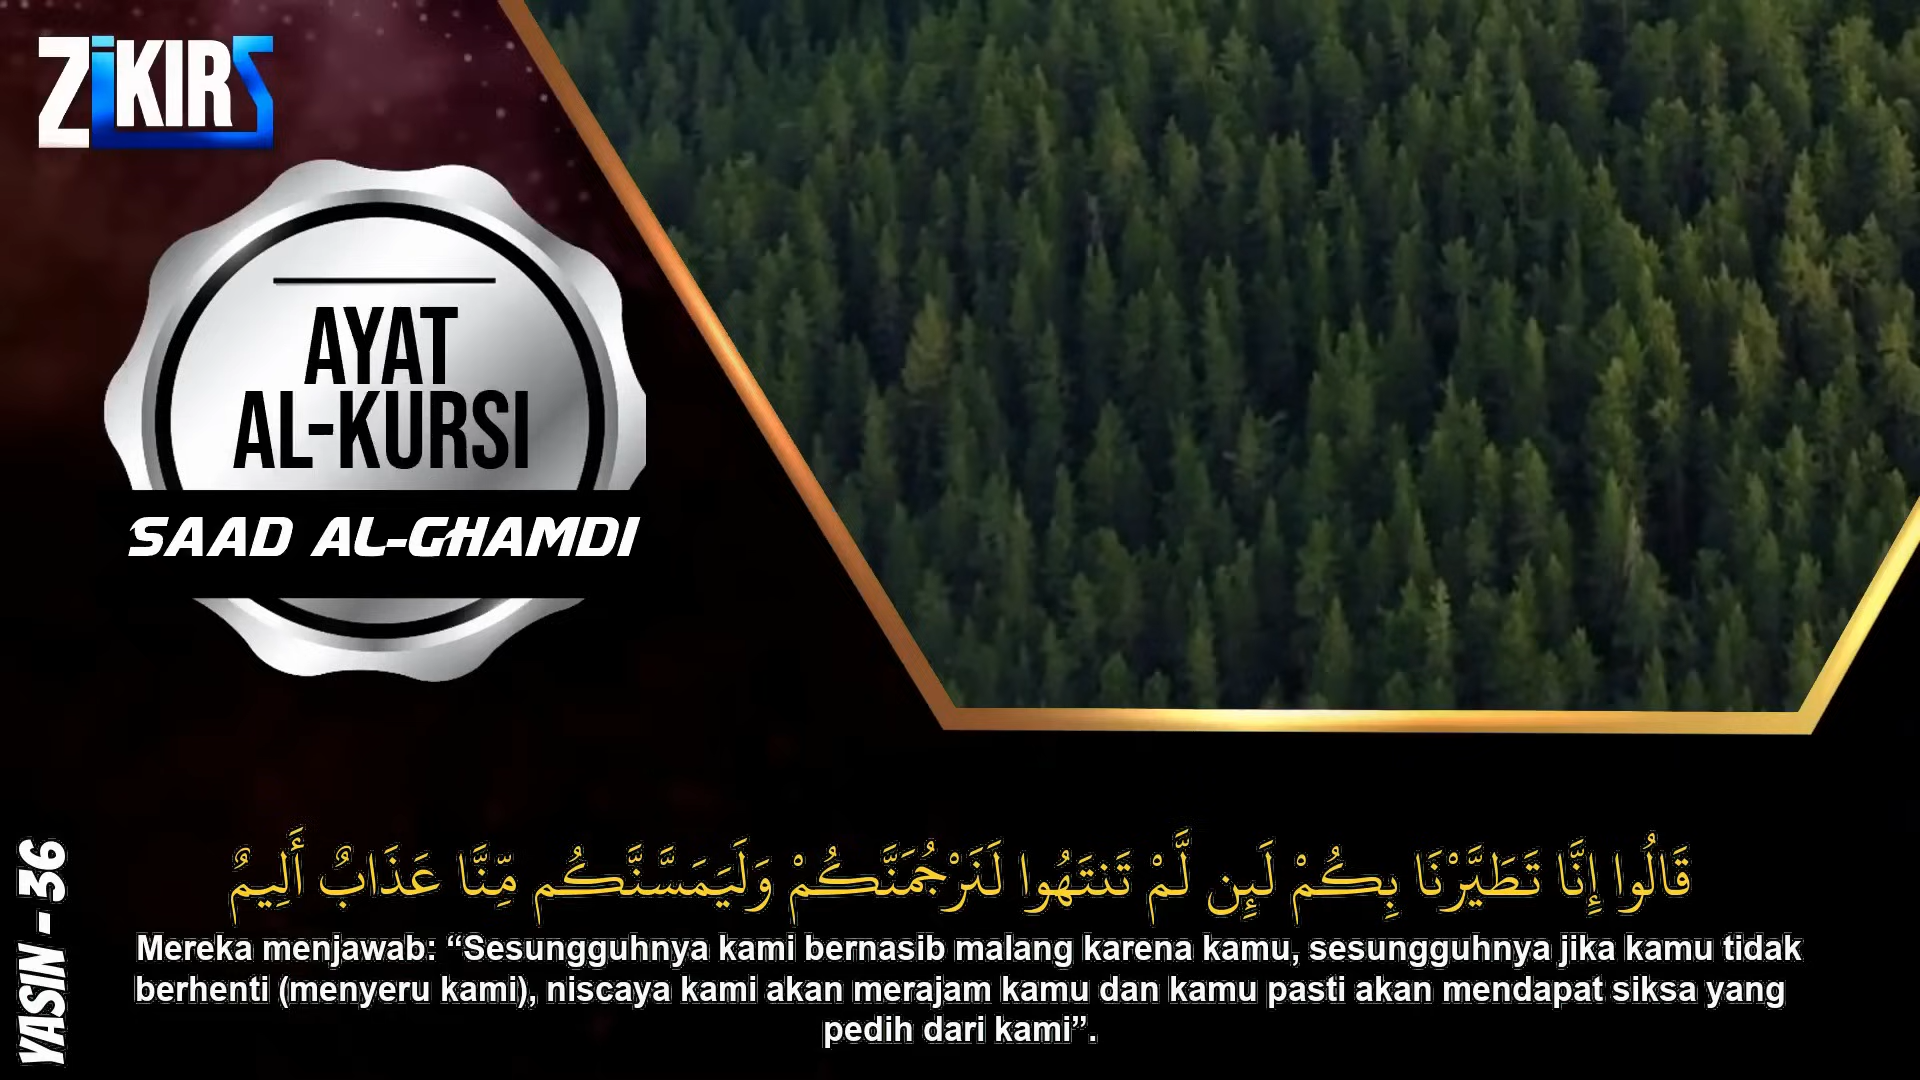 ZiKIRS
AYAT
AL-KURSI
SAAD AL-GHAMDI
YASIN - 36
قَالُوا إِنَّا تَطَيَّرْنَا بِكُمْ لَئِن لَّمْ تَنتَهُوا لَنَرْجُمَنَّكُمْ وَلَيَمَسَّنَّكُم مِّنَّا عَذَابٌ أَلِيمٌ
Mereka menjawab: “Sesungguhnya kami bernasib malang karena kamu, sesungguhnya jika kamu tidak
berhenti (menyeru kami), niscaya kami akan merajam kamu dan kamu pasti akan mendapat siksa yang
pedih dari kami”.